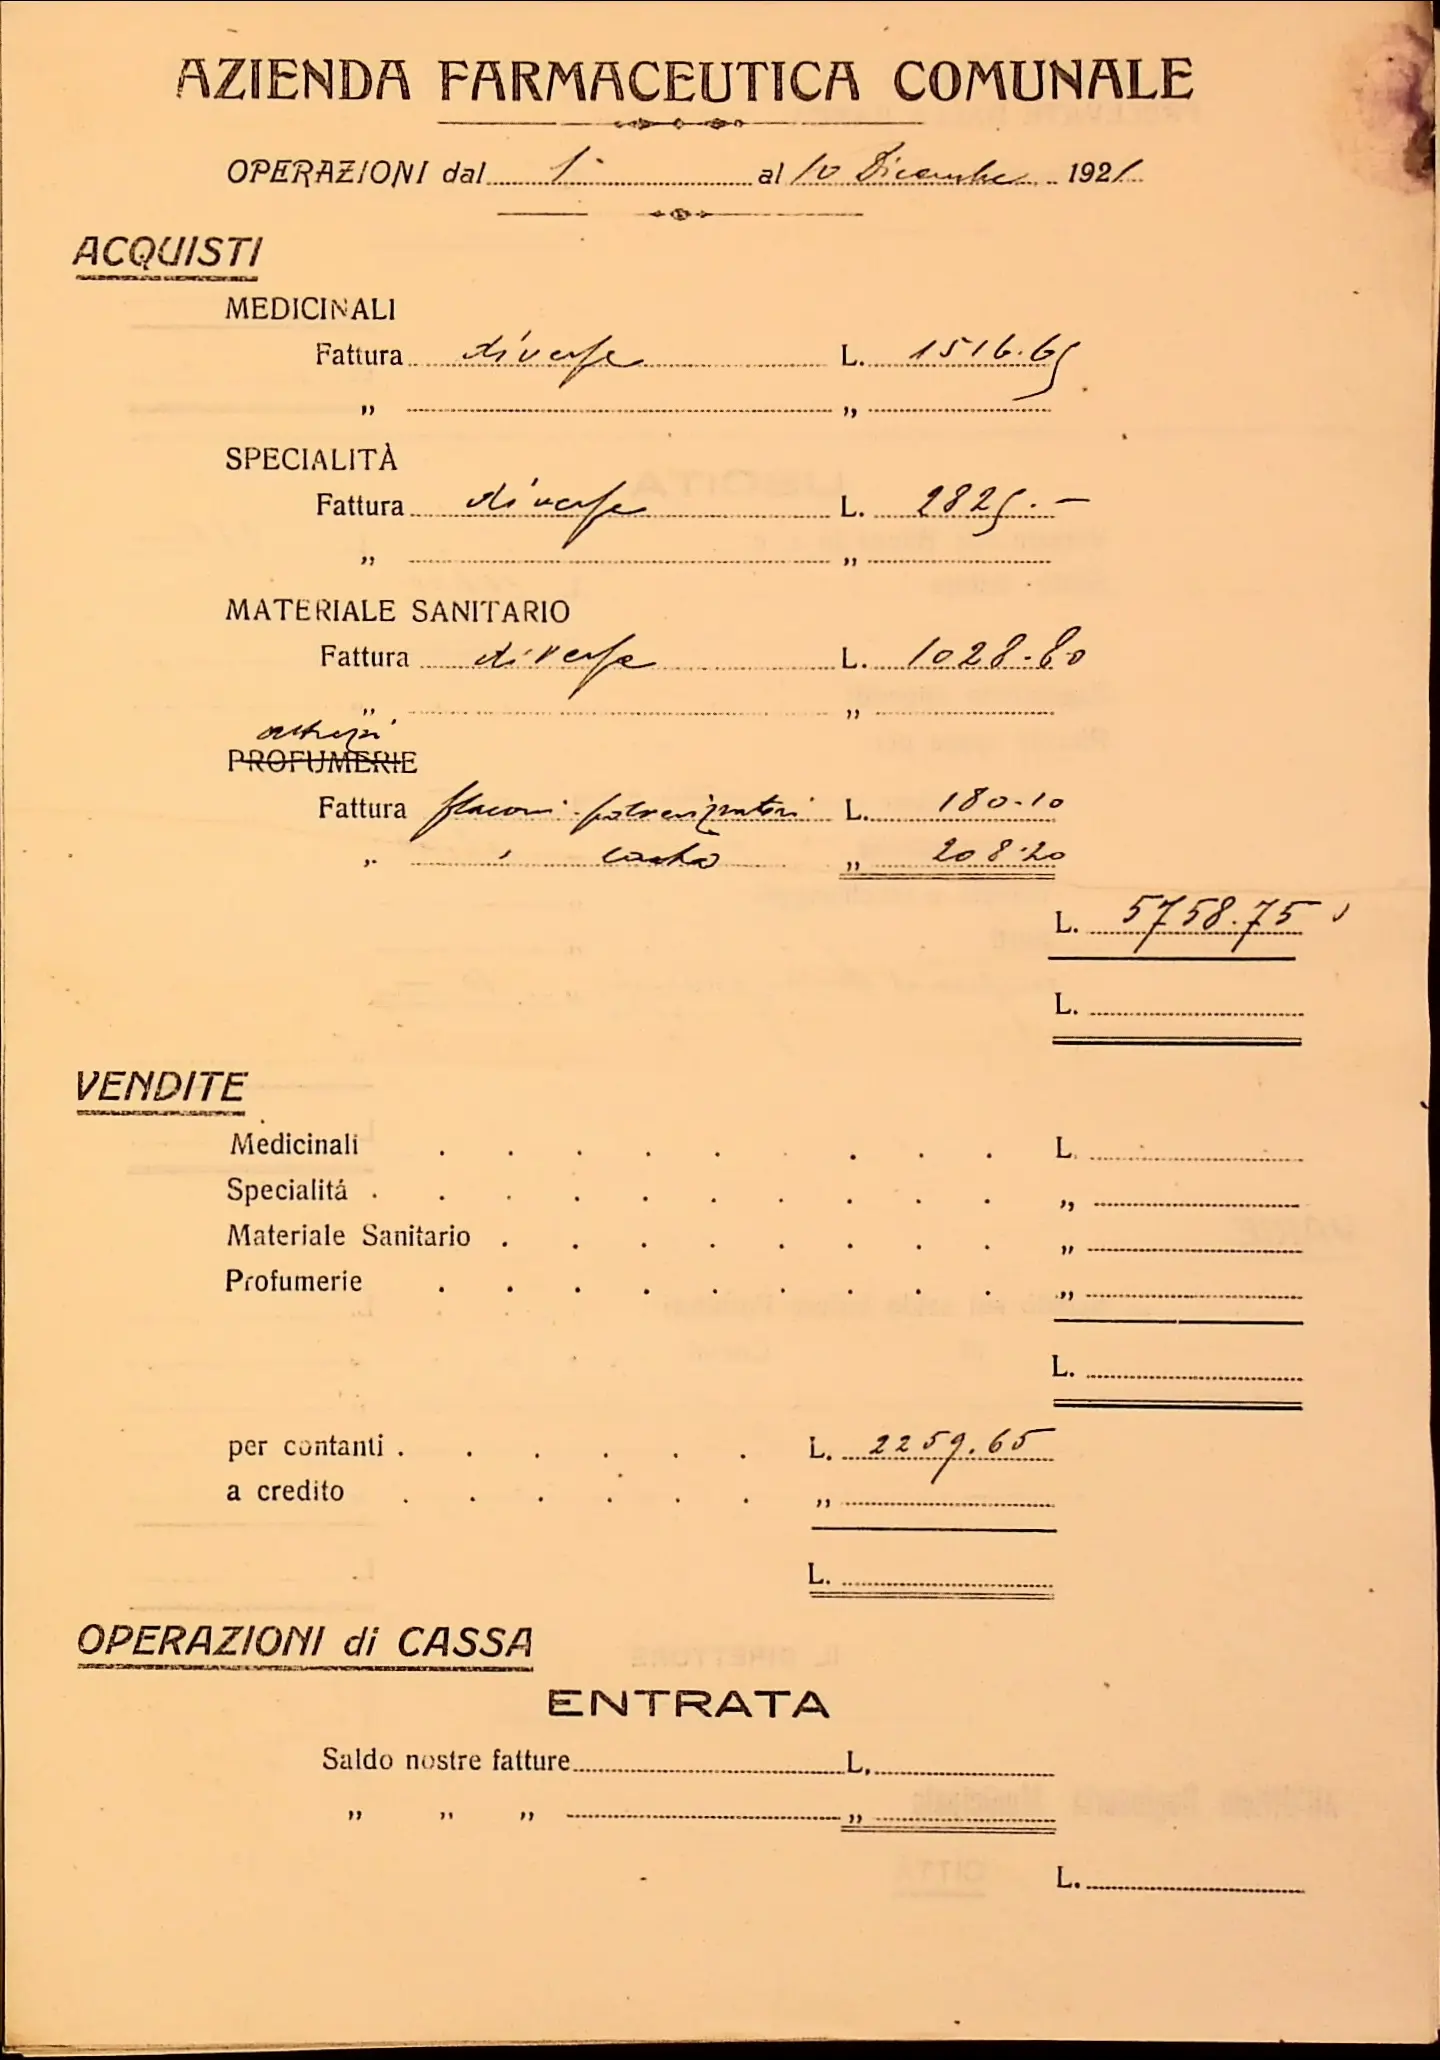 AZIENDA FARMACEUTICA COMUNALE
OPERAZIONI dal 1° al 10 Dicembre 1921
ACQUISTI
MEDICINALI
Fattura diverse L. 1516.65
„ „
SPECIALITÀ
Fattura diverse L. 2825.—
„ „
MATERIALE SANITARIO
Fattura diverse L. 1028.80
„ „
PROFUMERIE
Fattura flaconi polverizzatori L. 180.10
„ „ 208.20
L. 5758.75
L.
VENDITE
Medicinali L.
Specialitá „
Materiale Sanitario „
Profumerie „
L.
per contanti L. 2259.65
a credito „
L.
OPERAZIONI di CASSA
ENTRATA
Saldo nostre fatture L.
„ „ „ „
L.